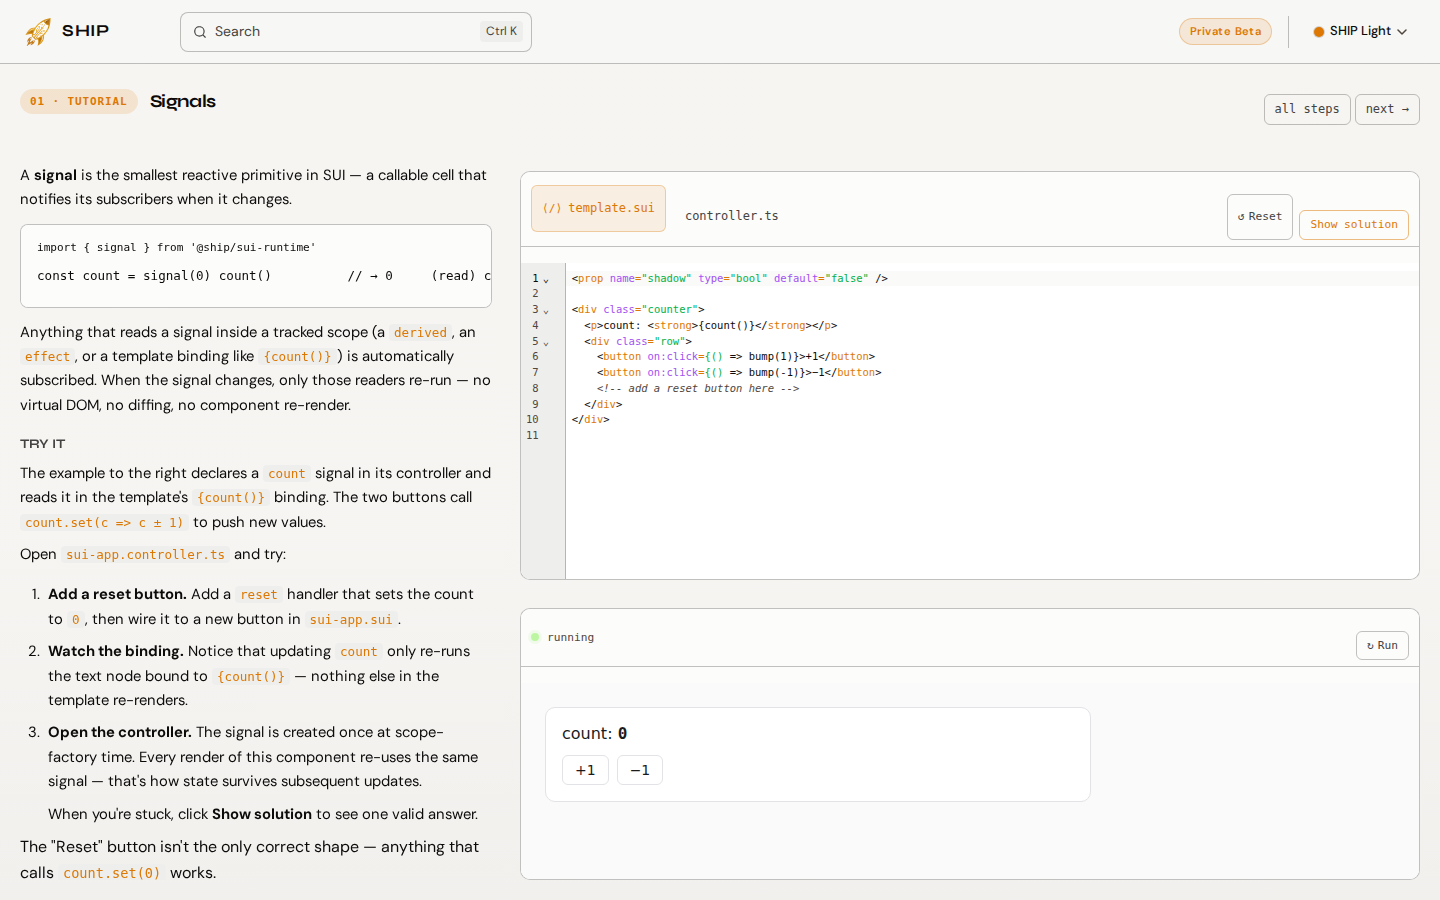 SHIP
Search
Ctrl K
Private Beta
SHIP Light
01 · TUTORIAL
Signals
all steps
next →
A signal is the smallest reactive primitive in SUI — a callable cell that
notifies its subscribers when it changes.
import { signal } from '@ship/sui-runtime'
const count = signal(0) count()          // → 0     (read) c
Anything that reads a signal inside a tracked scope (a derived, an
effect, or a template binding like {count()}) is automatically
subscribed. When the signal changes, only those readers re-run — no
virtual DOM, no diffing, no component re-render.
TRY IT
The example to the right declares a count signal in its controller and
reads it in the template's {count()} binding. The two buttons call
count.set(c => c ± 1) to push new values.
Open sui-app.controller.ts and try:
1. Add a reset button. Add a reset handler that sets the count
to 0, then wire it to a new button in sui-app.sui.
2. Watch the binding. Notice that updating count only re-runs
the text node bound to {count()} — nothing else in the
template re-renders.
3. Open the controller. The signal is created once at scope-
factory time. Every render of this component re-uses the same
signal — that's how state survives subsequent updates.
When you're stuck, click Show solution to see one valid answer.
The "Reset" button isn't the only correct shape — anything that
calls count.set(0) works.
⟨/⟩ template.sui
controller.ts
↺ Reset
Show solution
1 <prop name="shadow" type="bool" default="false" />
2
3 <div class="counter">
4   <p>count: <strong>{count()}</strong></p>
5   <div class="row">
6     <button on:click={() => bump(1)}>+1</button>
7     <button on:click={() => bump(-1)}>−1</button>
8     <!-- add a reset button here -->
9   </div>
10 </div>
11
running
↻ Run
count: 0
+1
−1